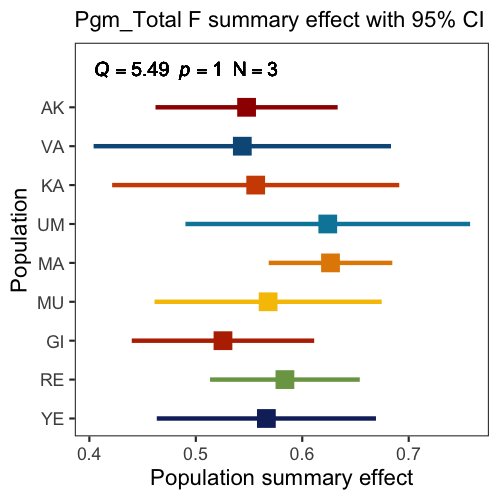 Pgm_Total F summary effect with 95% CI
Q = 5.49 p = 1 N = 3
Population
AK
VA
KA
UM
MA
MU
GI
RE
YE
0.4 0.5 0.6 0.7
Population summary effect